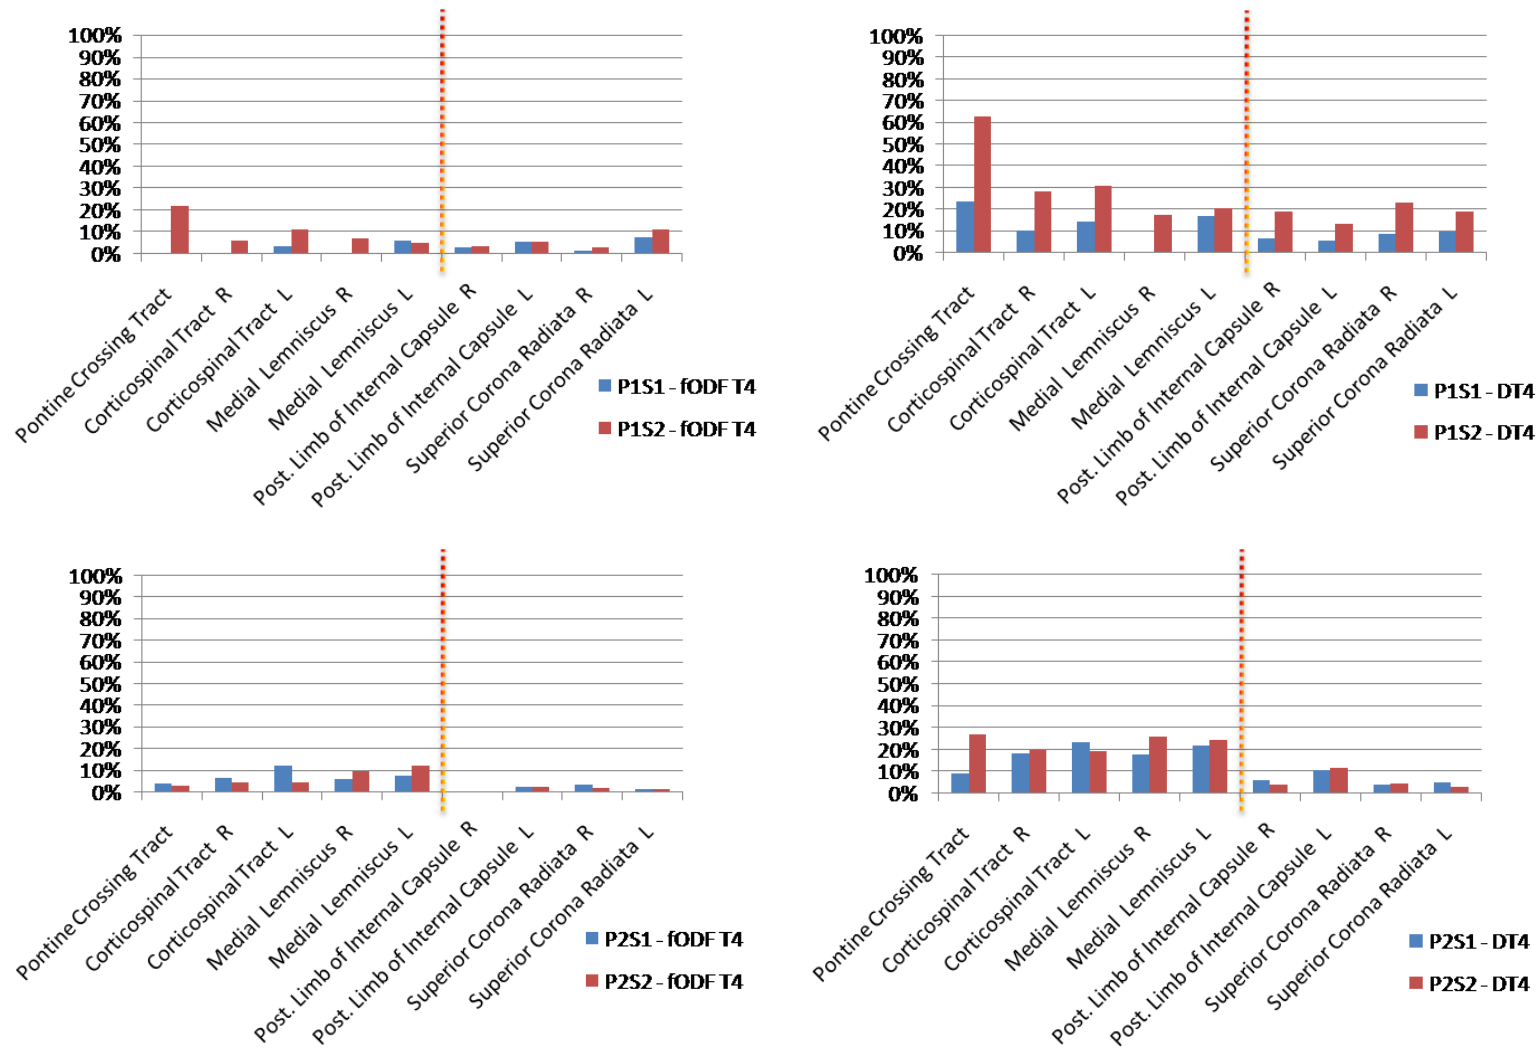 100%
90%
80%
70%
60%
50%
40%
30%
20%
10%
0%
Pontine Crossing Tract
Corticospinal Tract R
Corticospinal Tract L
Medial Lemniscus R
Medial Lemniscus L
Post. Limb of Internal Capsule R
Post. Limb of Internal Capsule L
Superior Corona Radiata R
Superior Corona Radiata L
P1S1 - fODF T4
P1S2 - fODF T4
100%
90%
80%
70%
60%
50%
40%
30%
20%
10%
0%
Pontine Crossing Tract
Corticospinal Tract R
Corticospinal Tract L
Medial Lemniscus R
Medial Lemniscus L
Post. Limb of Internal Capsule R
Post. Limb of Internal Capsule L
Superior Corona Radiata R
Superior Corona Radiata L
P1S1 - DT4
P1S2 - DT4
100%
90%
80%
70%
60%
50%
40%
30%
20%
10%
0%
Pontine Crossing Tract
Corticospinal Tract R
Corticospinal Tract L
Medial Lemniscus R
Medial Lemniscus L
Post. Limb of Internal Capsule R
Post. Limb of Internal Capsule L
Superior Corona Radiata R
Superior Corona Radiata L
P2S1 - fODF T4
P2S2 - fODF T4
100%
90%
80%
70%
60%
50%
40%
30%
20%
10%
0%
Pontine Crossing Tract
Corticospinal Tract R
Corticospinal Tract L
Medial Lemniscus R
Medial Lemniscus L
Post. Limb of Internal Capsule R
Post. Limb of Internal Capsule L
Superior Corona Radiata R
Superior Corona Radiata L
P2S1 - DT4
P2S2 - DT4